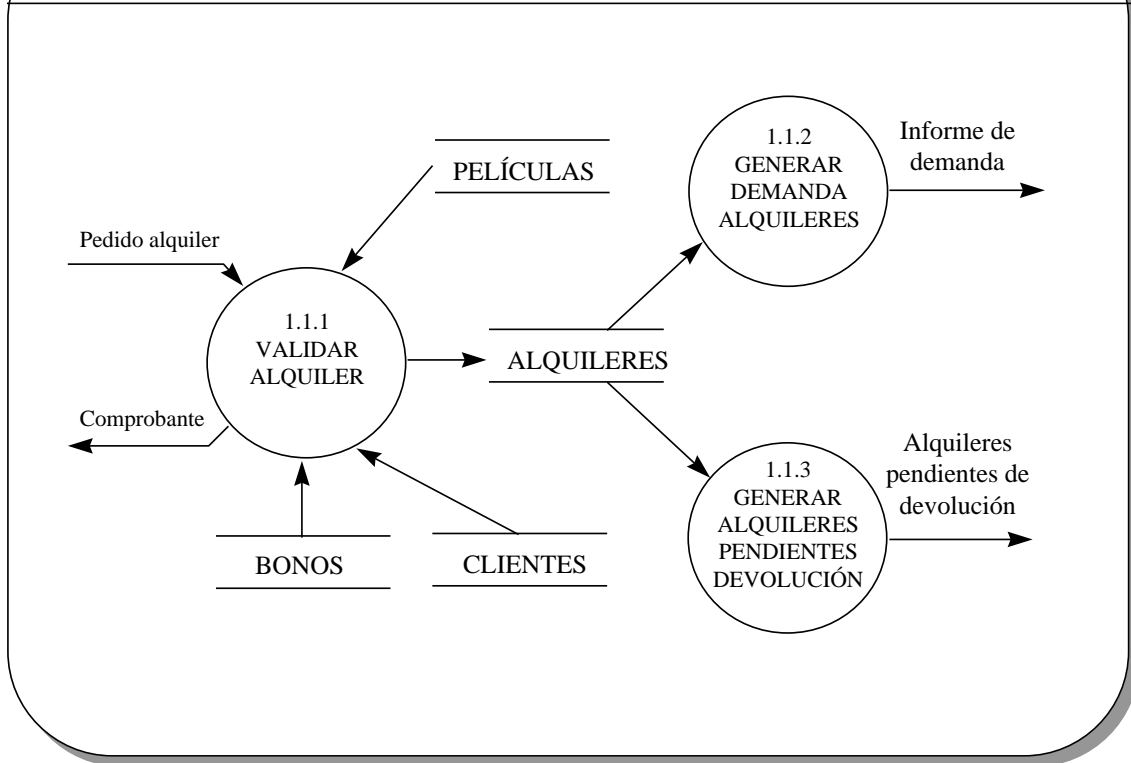 1.1.2
GENERAR
DEMANDA
ALQUILERES
Informe de
demanda
PELÍCULAS
Pedido alquiler
1.1.1
VALIDAR
ALQUILER
ALQUILERES
Comprobante
1.1.3
GENERAR
ALQUILERES
PENDIENTES
DEVOLUCIÓN
Alquileres
pendientes de
devolución
BONOS
CLIENTES